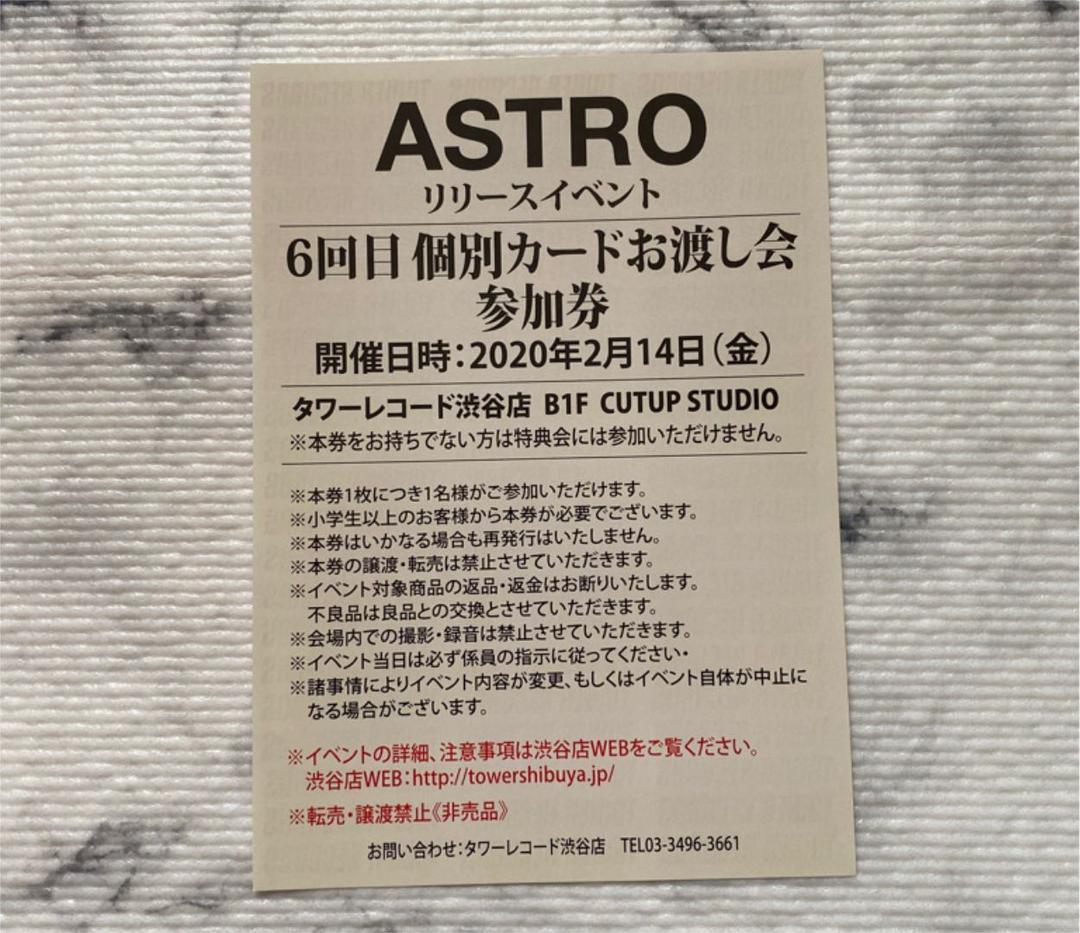 ASTRO
リリースイベント
6回目 個別カードお渡し会
参加券
開催日時：2020年2月14日（金）
タワーレコード渋谷店 B1F CUTUP STUDIO
※本券をお持ちでない方は特典会には参加いただけません。
※本券1枚につき1名様がご参加いただけます。
※小学生以上のお客様から本券が必要でございます。
※本券はいかなる場合も再発行はいたしません。
※本券の譲渡・転売は禁止させていただきます。
※イベント対象商品の返品・返金はお断りいたします。
不良品は良品との交換とさせていただきます。
※会場内での撮影・録音は禁止させていただきます。
※イベント当日は必ず係員の指示に従ってください・
※諸事情によりイベント内容が変更、もしくはイベント自体が中止に
なる場合がございます。
※イベントの詳細、注意事項は渋谷店WEBをご覧ください。
渋谷店WEB：http://towershibuya.jp/
※転売・譲渡禁止《非売品》
お問い合わせ：タワーレコード渋谷店 TEL03-3496-3661